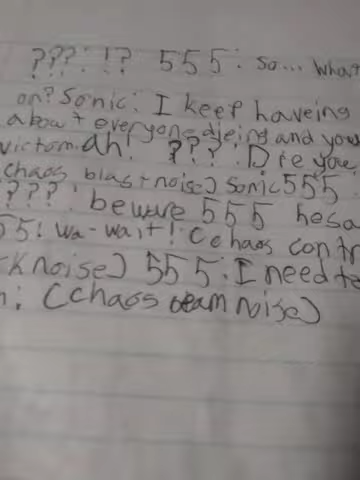 ???: !? 555: So... what
on? Sonic: I keep haveing
about everyone dieing and you
victom. ah! ???: Die you
chaos blast noise) Sonic 555
???: beware 555 hesa
55: wa-wait! (chaos contr
K noise) 555: I need to
n: (chaos beam noise)